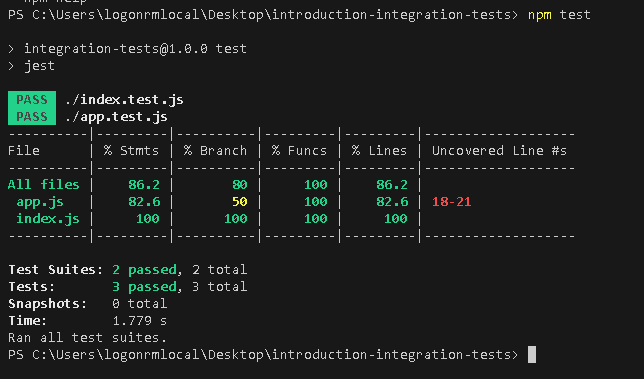 npm help
PS C:\Users\logonrmlocal\Desktop\introduction-integration-tests> npm test
> integration-tests@1.0.0 test
> jest
PASS ./index.test.js
PASS ./app.test.js
----------|---------|----------|---------|---------|-------------------
File      | % Stmts | % Branch | % Funcs | % Lines | Uncovered Line #s
----------|---------|----------|---------|---------|-------------------
All files |    86.2 |       80 |     100 |    86.2 |
 app.js   |    82.6 |       50 |     100 |    82.6 | 18-21
 index.js |     100 |      100 |     100 |     100 |
----------|---------|----------|---------|---------|-------------------
Test Suites: 2 passed, 2 total
Tests:       3 passed, 3 total
Snapshots:   0 total
Time:        1.779 s
Ran all test suites.
PS C:\Users\logonrmlocal\Desktop\introduction-integration-tests>